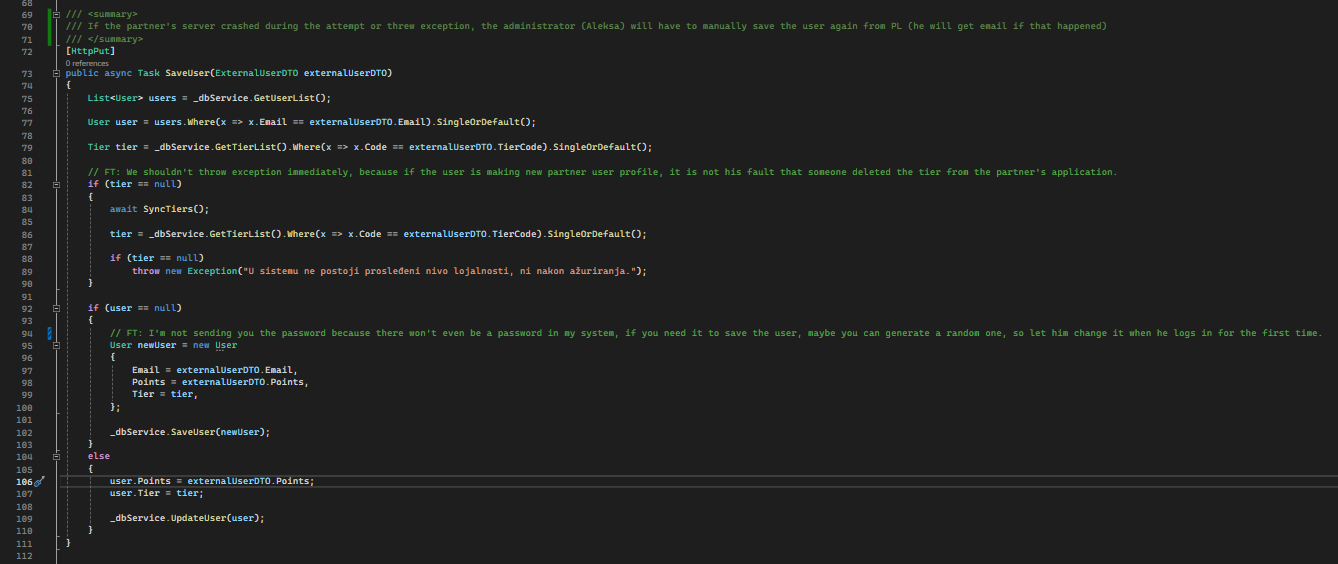 68
69 /// <summary>
70 /// If the partner's server crashed during the attempt or threw exception, the administrator (Aleksa) will have to manually save the user again from PL (he will get email if that happened)
71 /// </summary>
72 [HttpPut]
0 references
73 public async Task SaveUser(ExternalUserDTO externalUserDTO)
74 {
75 List<User> users = _dbService.GetUserList();
76
77 User user = users.Where(x => x.Email == externalUserDTO.Email).SingleOrDefault();
78
79 Tier tier = _dbService.GetTierList().Where(x => x.Code == externalUserDTO.TierCode).SingleOrDefault();
80
81 // FT: We shouldn't throw exception immediately, because if the user is making new partner user profile, it is not his fault that someone deleted the tier from the partner's application.
82 if (tier == null)
83 {
84 await SyncTiers();
85
86 tier = _dbService.GetTierList().Where(x => x.Code == externalUserDTO.TierCode).SingleOrDefault();
87
88 if (tier == null)
89 throw new Exception("U sistemu ne postoji prosleđeni nivo lojalnosti, ni nakon ažuriranja.");
90 }
91
92 if (user == null)
93 {
94 // FT: I'm not sending you the password because there won't even be a password in my system, if you need it to save the user, maybe you can generate a random one, so let him change it when he logs in for the first time.
95 User newUser = new User
96 {
97 Email = externalUserDTO.Email,
98 Points = externalUserDTO.Points,
99 Tier = tier,
100 };
101
102 _dbService.SaveUser(newUser);
103 }
104 else
105 {
106 user.Points = externalUserDTO.Points;
107 user.Tier = tier;
108
109 _dbService.UpdateUser(user);
110 }
111 }
112